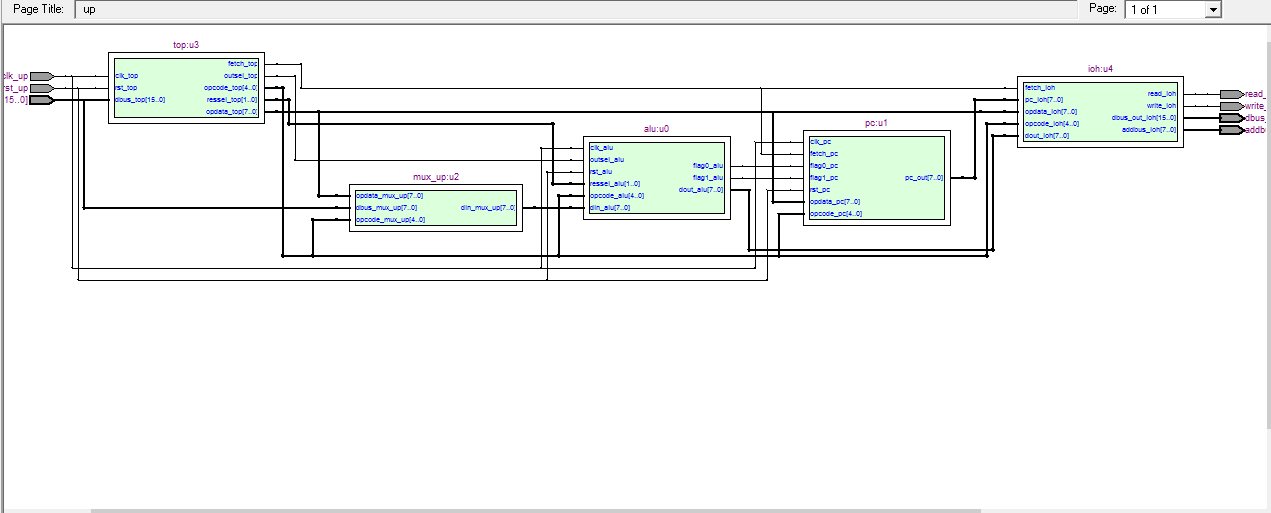 Page Title: up
Page: 1 of 1
top:u3
clk_up
rst_up
15..0]
clk_top
rst_top
dbus_top[15..0]
fetch_top
outsel_top
opcode_top[4..0]
ressel_top[1..0]
opdata_top[7..0]
mux_up:u2
opdata_mux_up[7..0]
dbus_mux_up[7..0]
opcode_mux_up[4..0]
din_mux_up[7..0]
alu:u0
clk_alu
outsel_alu
rst_alu
ressel_alu[1..0]
opcode_alu[4..0]
din_alu[7..0]
flag0_alu
flag1_alu
dout_alu[7..0]
pc:u1
clk_pc
fetch_pc
flag0_pc
flag1_pc
rst_pc
opdata_pc[7..0]
opcode_pc[4..0]
pc_out[7..0]
ioh:u4
fetch_ioh
pc_ioh[7..0]
opdata_ioh[7..0]
opcode_ioh[4..0]
dout_ioh[7..0]
read_ioh
write_ioh
dbus_out_ioh[15..0]
addbus_ioh[7..0]
read_
write_
dbus_
addb